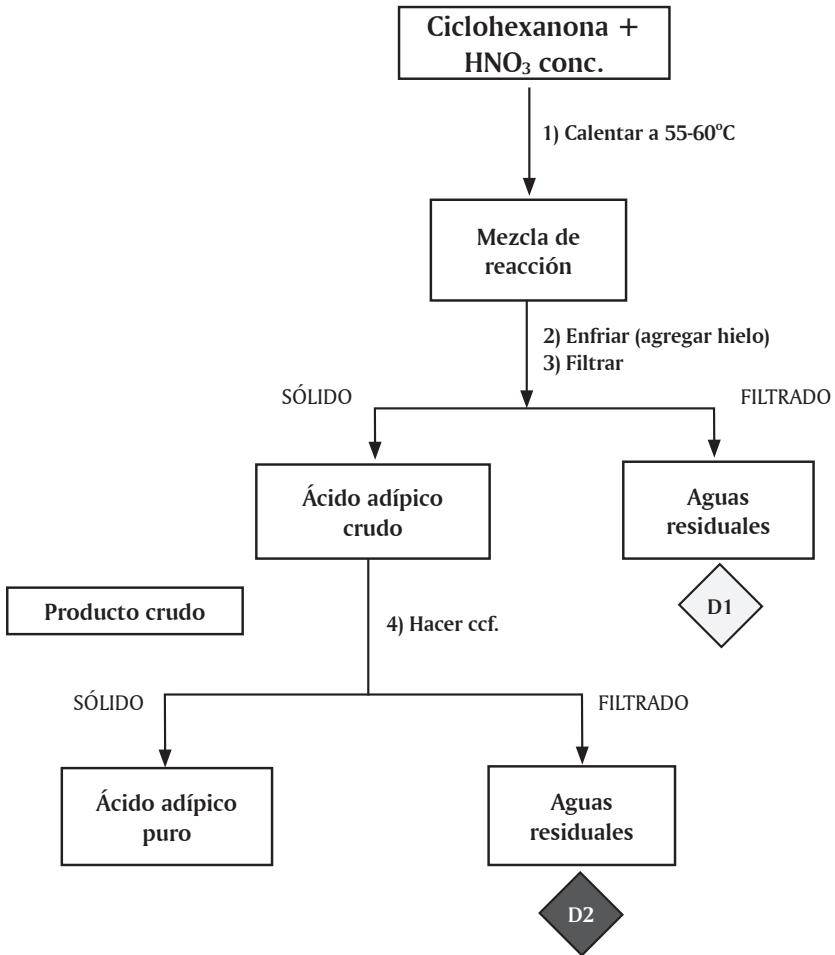 Ciclohexanona +
HNO₃ conc.
1) Calentar a 55-60ºC
Mezcla de
reacción
2) Enfriar (agregar hielo)
3) Filtrar
SÓLIDO
FILTRADO
Ácido adípico
crudo
Aguas
residuales
D1
Producto crudo
4) Hacer ccf.
SÓLIDO
FILTRADO
Ácido adípico
puro
Aguas
residuales
D2